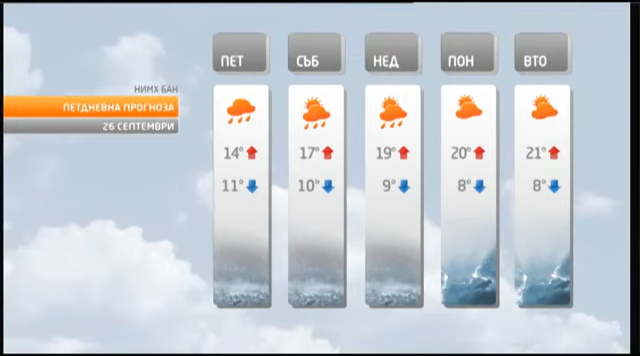 ПЕТ СЪБ НЕД ПОН ВТО
НИМХ БАН
ПЕТДНЕВНА ПРОГНОЗА
26 СЕПТЕМВРИ
14° 17° 19° 20° 21°
11° 10° 9° 8° 8°